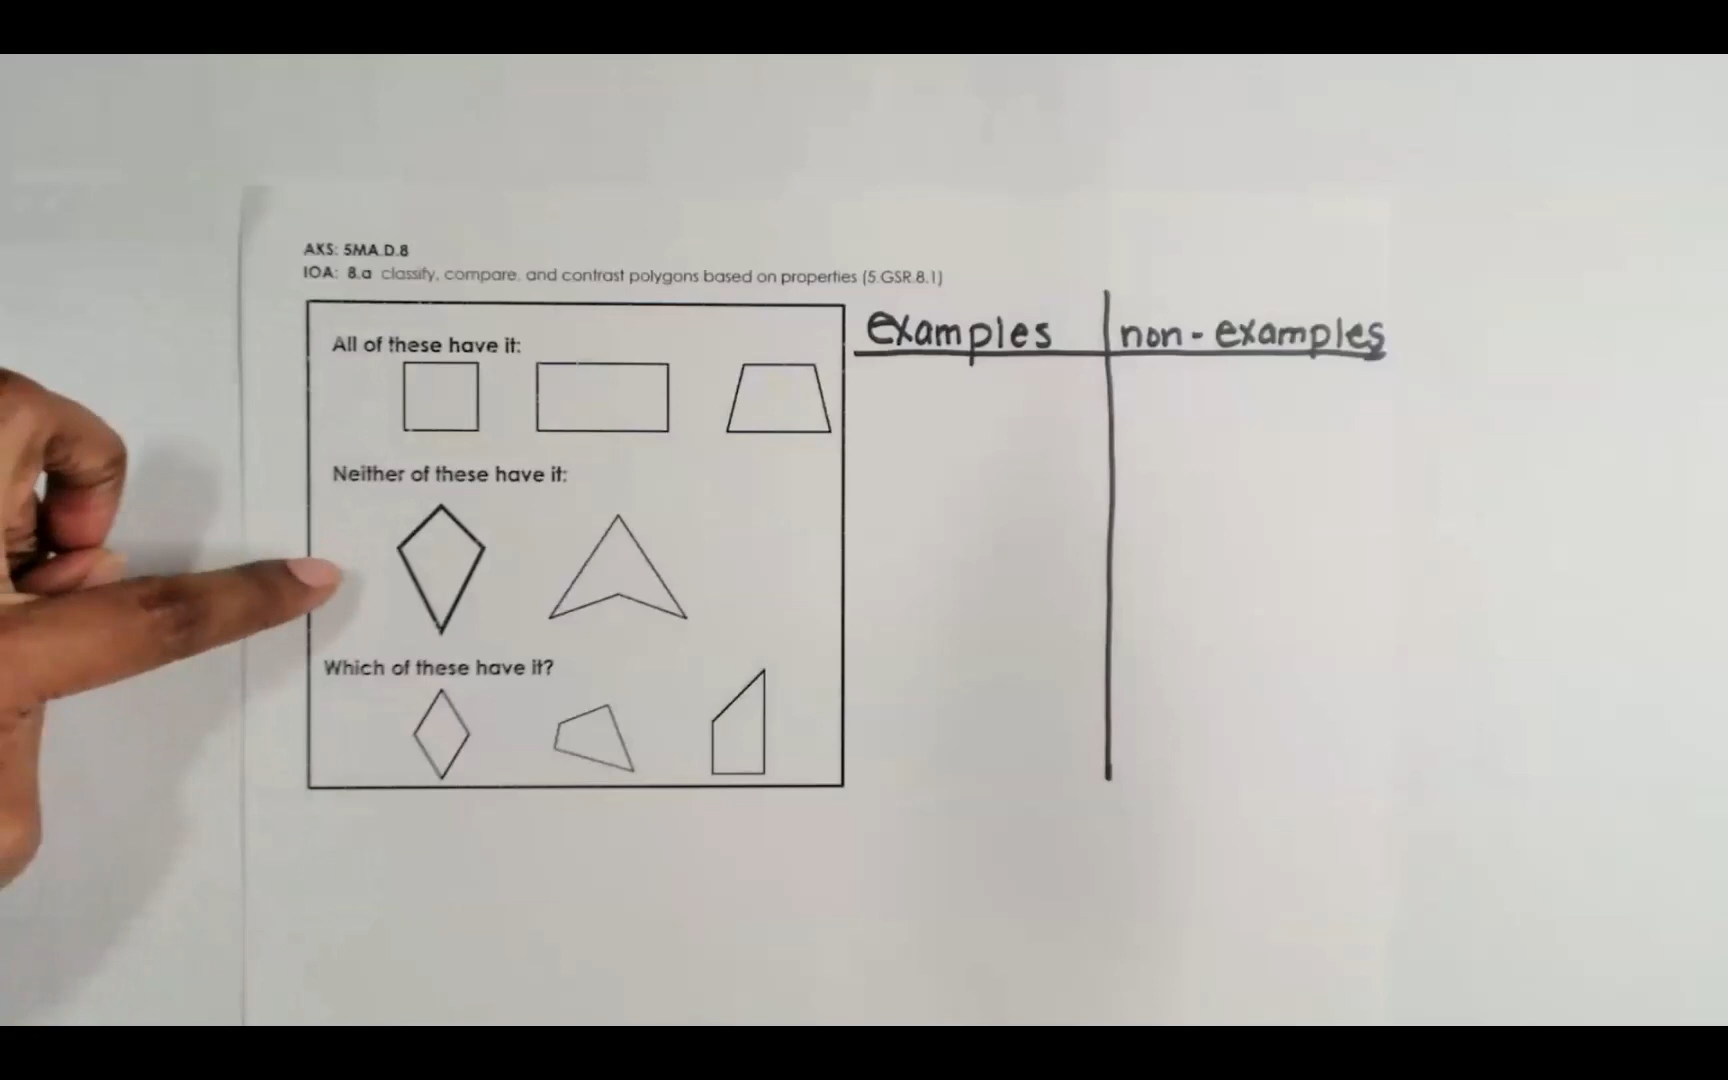 AKS: 5MA.D.8
IOA: 8.a classify, compare, and contrast polygons based on properties (5.GSR.8.1)
All of these have it:
Neither of these have it:
Which of these have it?
examples
non-examples